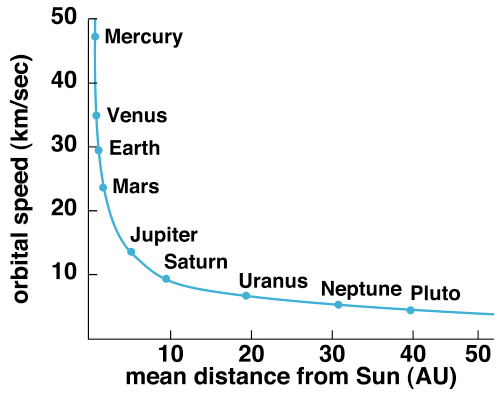 50
Mercury
40
Venus
30
Earth
Mars
20
Jupiter
Saturn
10
Uranus
Neptune
Pluto
orbital speed (km/sec)
10 20 30 40 50
mean distance from Sun (AU)